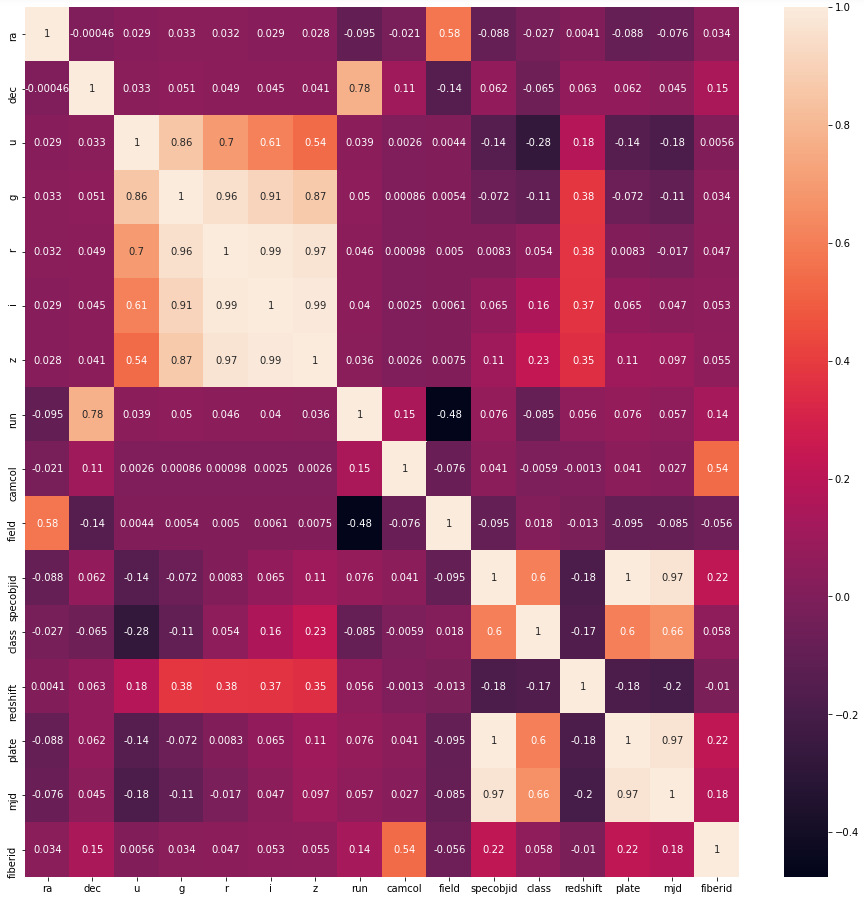 ra 1 -0.00046 0.029 0.033 0.032 0.029 0.028 -0.095 -0.021 0.58 -0.088 -0.027 0.0041 -0.088 -0.076 0.034
dec -0.00046 1 0.033 0.051 0.049 0.045 0.041 0.78 0.11 -0.14 0.062 -0.065 0.063 0.062 0.045 0.15
u 0.029 0.033 1 0.86 0.7 0.61 0.54 0.039 0.0026 0.0044 -0.14 -0.28 0.18 -0.14 -0.18 0.0056
g 0.033 0.051 0.86 1 0.96 0.91 0.87 0.05 0.00086 0.0054 -0.072 -0.11 0.38 -0.072 -0.11 0.034
r 0.032 0.049 0.7 0.96 1 0.99 0.97 0.046 0.00098 0.005 0.0083 0.054 0.38 0.0083 -0.017 0.047
i 0.029 0.045 0.61 0.91 0.99 1 0.99 0.04 0.0025 0.0061 0.065 0.16 0.37 0.065 0.047 0.053
z 0.028 0.041 0.54 0.87 0.97 0.99 1 0.036 0.0026 0.0075 0.11 0.23 0.35 0.11 0.097 0.055
run -0.095 0.78 0.039 0.05 0.046 0.04 0.036 1 0.15 -0.48 0.076 -0.085 0.056 0.076 0.057 0.14
camcol -0.021 0.11 0.0026 0.00086 0.00098 0.0025 0.0026 0.15 1 -0.076 0.041 -0.0059 -0.0013 0.041 0.027 0.54
field 0.58 -0.14 0.0044 0.0054 0.005 0.0061 0.0075 -0.48 -0.076 1 -0.095 0.018 -0.013 -0.095 -0.085 -0.056
specobjid -0.088 0.062 -0.14 -0.072 0.0083 0.065 0.11 0.076 0.041 -0.095 1 0.6 -0.18 1 0.97 0.22
class -0.027 -0.065 -0.28 -0.11 0.054 0.16 0.23 -0.085 -0.0059 0.018 0.6 1 -0.17 0.6 0.66 0.058
redshift 0.0041 0.063 0.18 0.38 0.38 0.37 0.35 0.056 -0.0013 -0.013 -0.18 -0.17 1 -0.18 -0.2 -0.01
plate -0.088 0.062 -0.14 -0.072 0.0083 0.065 0.11 0.076 0.041 -0.095 1 0.6 -0.18 1 0.97 0.22
mjd -0.076 0.045 -0.18 -0.11 -0.017 0.047 0.097 0.057 0.027 -0.085 0.97 0.66 -0.2 0.97 1 0.18
fiberid 0.034 0.15 0.0056 0.034 0.047 0.053 0.055 0.14 0.54 -0.056 0.22 0.058 -0.01 0.22 0.18 1
ra dec u g r i z run camcol field specobjid class redshift plate mjd fiberid
1.0
0.8
0.6
0.4
0.2
0.0
−0.2
−0.4